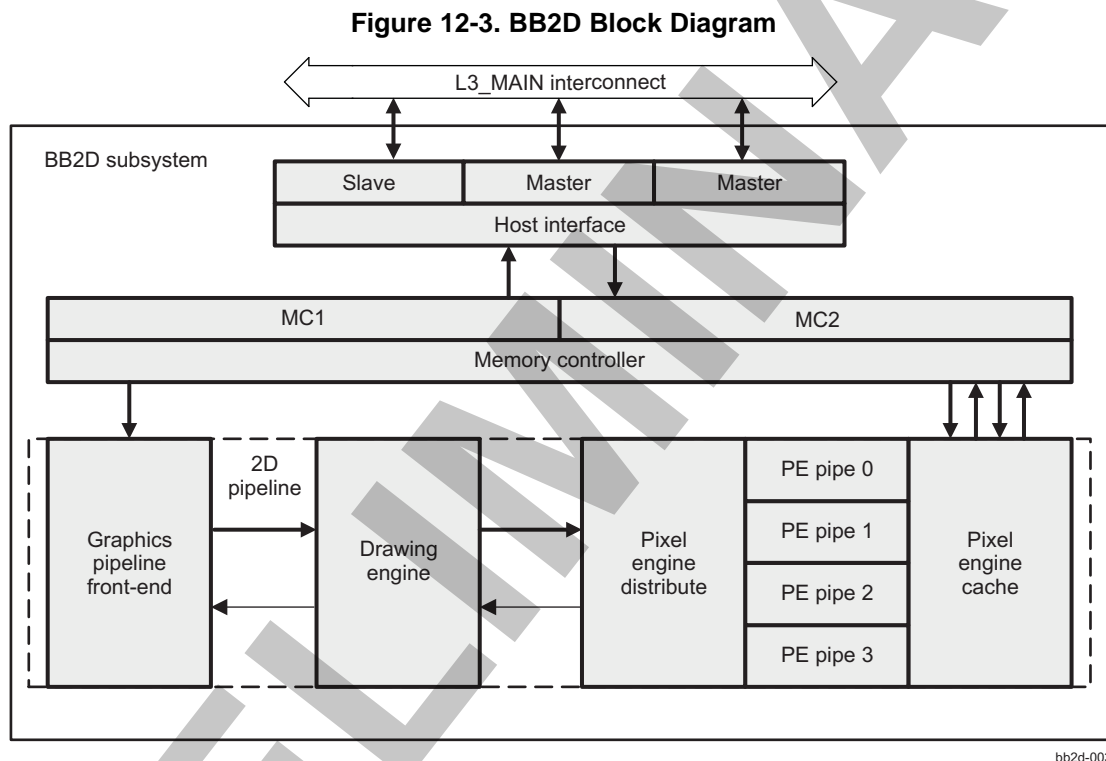 Figure 12-3. BB2D Block Diagram
L3_MAIN interconnect
BB2D subsystem
Slave
Master
Master
Host interface
MC1
MC2
Memory controller
2D
pipeline
Graphics
pipeline
front-end
Drawing
engine
Pixel
engine
distribute
PE pipe 0
PE pipe 1
PE pipe 2
PE pipe 3
Pixel
engine
cache